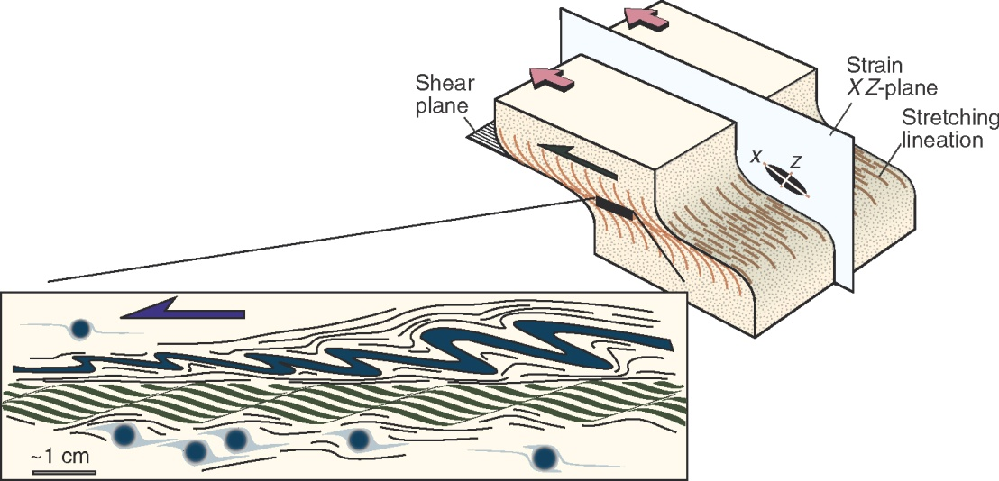 Shear
plane
Strain
XZ-plane
Stretching
lineation
X
Z
~1 cm